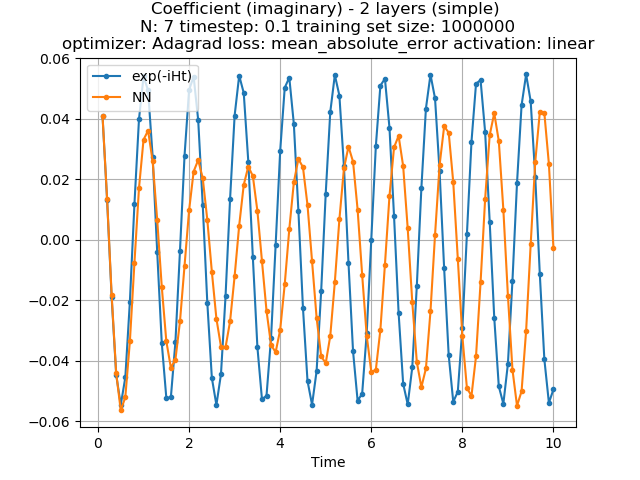 Coefficient (imaginary) - 2 layers (simple)
N: 7 timestep: 0.1 training set size: 1000000
optimizer: Adagrad loss: mean_absolute_error activation: linear
exp(-iHt)
NN
0.06
0.04
0.02
0.00
−0.02
−0.04
−0.06
0 2 4 6 8 10
Time